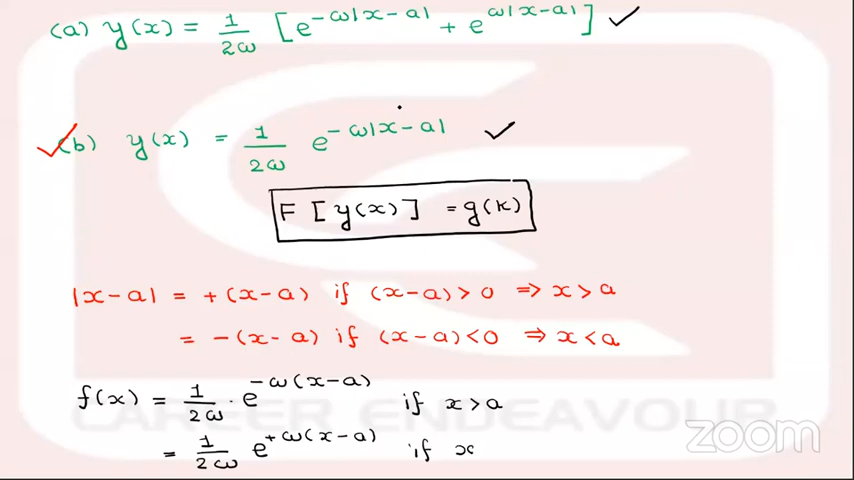 (a) y(x) = 1/2ω [e^-ω|x-a| + e^ω|x-a|] ✓
✓(b) y(x) = 1/2ω e^-ω|x-a| ✓
F [y(x)] = g(k)
|x-a| = +(x-a) if (x-a) > 0 ⇒ x > a
= -(x-a) if (x-a) < 0 ⇒ x < a
f(x) = 1/2ω · e^-ω(x-a) if x > a
= 1/2ω e^+ω(x-a) if x
CAREER ENDEAVOUR
zoom